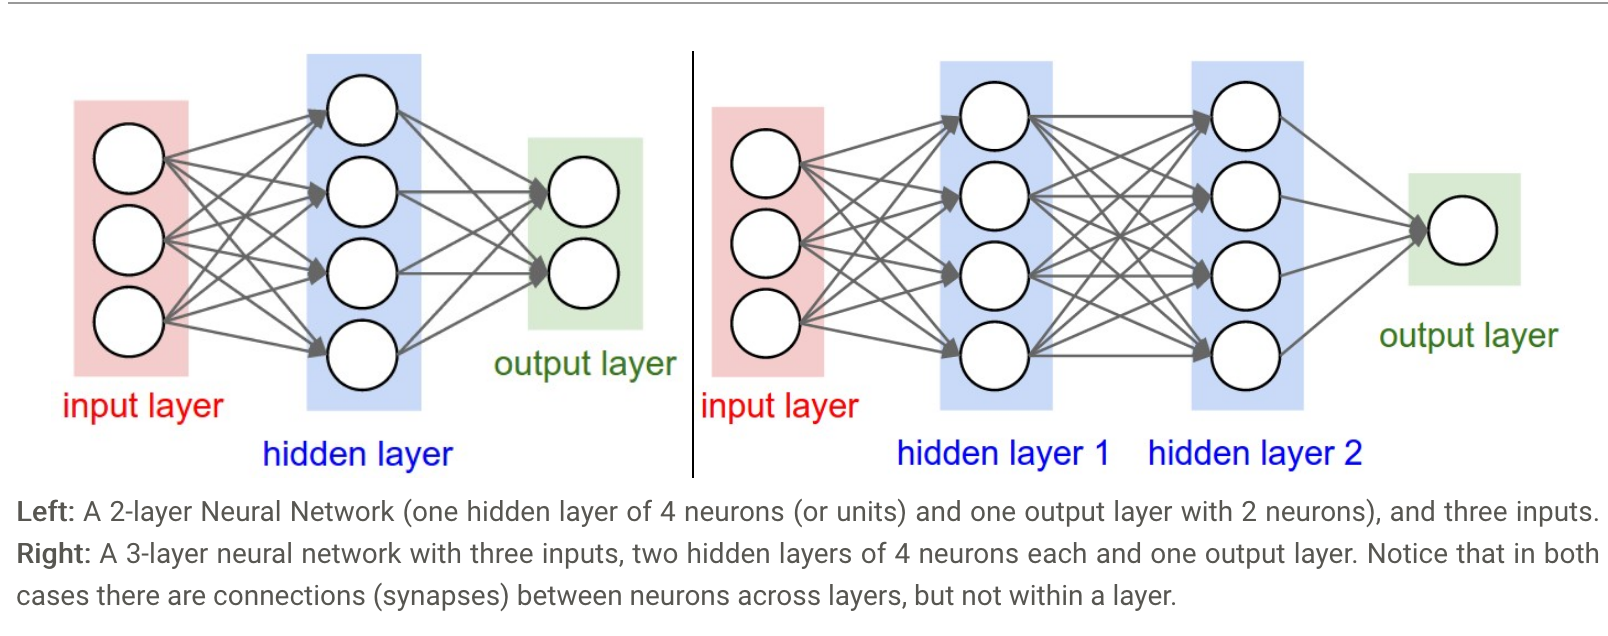 input layer
hidden layer
output layer
input layer
hidden layer 1
hidden layer 2
output layer
Left: A 2-layer Neural Network (one hidden layer of 4 neurons (or units) and one output layer with 2 neurons), and three inputs.
Right: A 3-layer neural network with three inputs, two hidden layers of 4 neurons each and one output layer. Notice that in both
cases there are connections (synapses) between neurons across layers, but not within a layer.